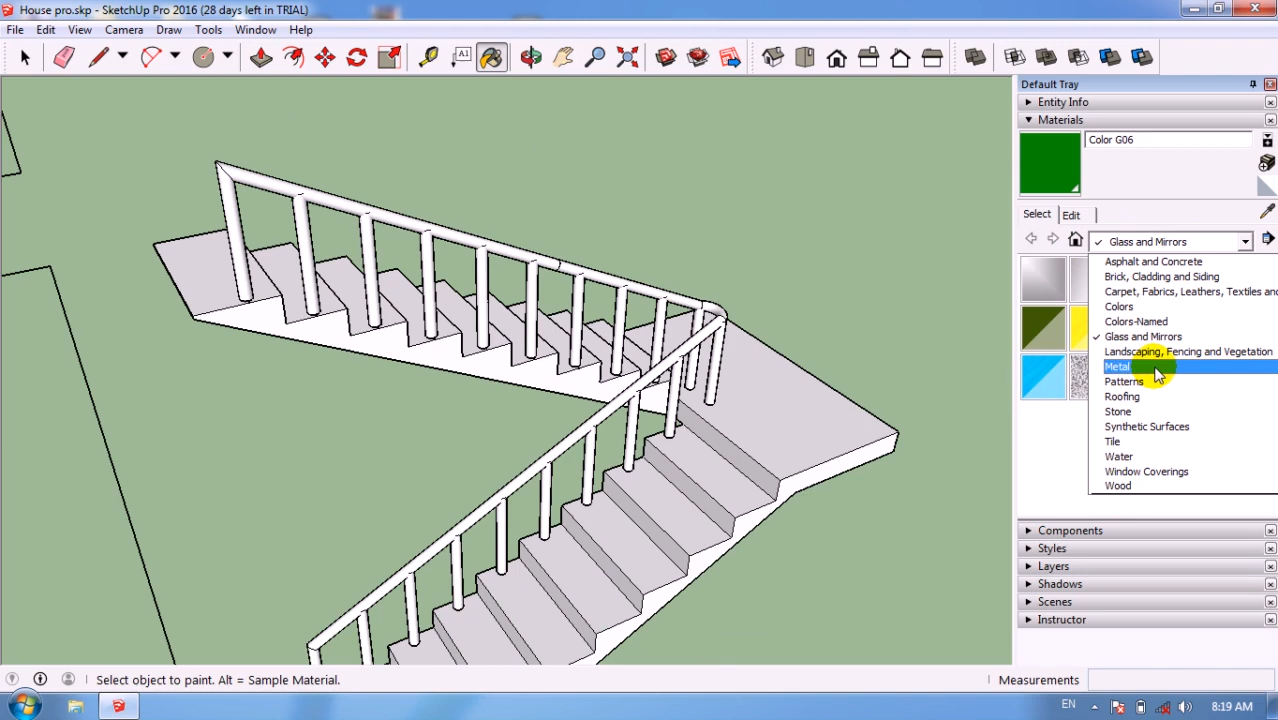 House pro.skp - SketchUp Pro 2016 (28 days left in TRIAL)
File Edit View Camera Draw Tools Window Help
A1
Default Tray
Entity Info
Materials
Color G06
Select Edit
Glass and Mirrors
Asphalt and Concrete
Brick, Cladding and Siding
Carpet, Fabrics, Leathers, Textiles and
Colors
Colors-Named
Glass and Mirrors
Landscaping, Fencing and Vegetation
Metal
Patterns
Roofing
Stone
Synthetic Surfaces
Tile
Water
Window Coverings
Wood
Components
Styles
Layers
Shadows
Scenes
Instructor
Select object to paint. Alt = Sample Material. Measurements
EN 8:19 AM